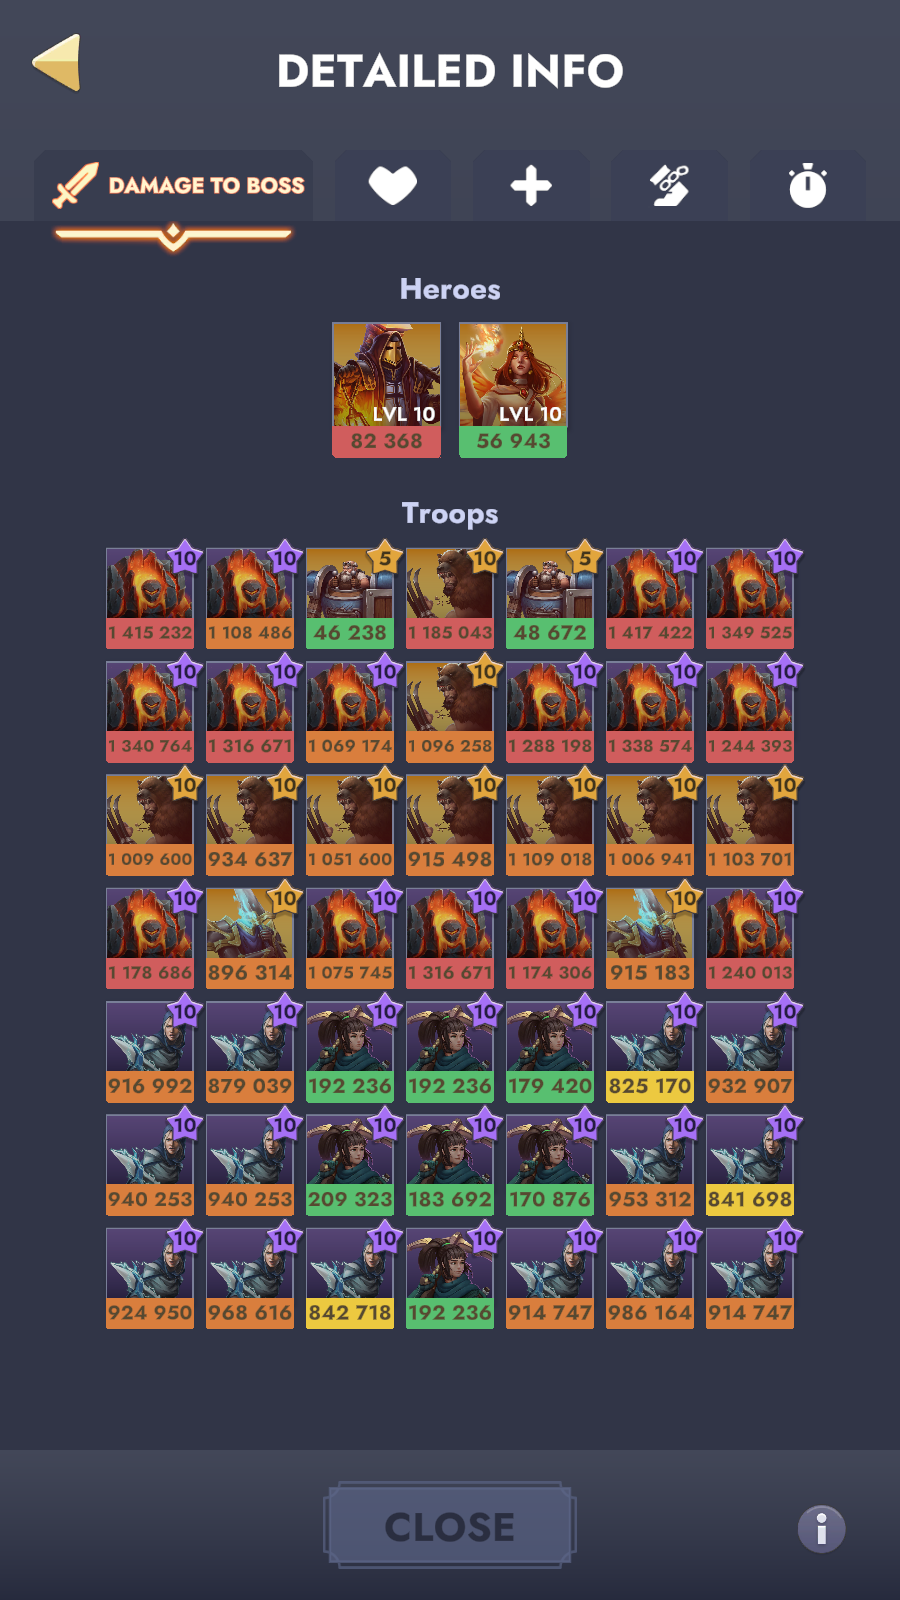 DETAILED INFO
DAMAGE TO BOSS
Heroes
LVL 10 LVL 10
82 368 56 943
Troops
10 10 5 10 5 10 10
1 415 232 1 108 486 46 238 1 185 043 48 672 1 417 422 1 349 525
10 10 10 10 10 10 10
1 340 764 1 316 671 1 069 174 1 096 258 1 288 198 1 338 574 1 244 393
10 10 10 10 10 10 10
1 009 600 934 637 1 051 600 915 498 1 109 018 1 006 941 1 103 701
10 10 10 10 10 10 10
1 178 686 896 314 1 075 745 1 316 671 1 174 306 915 183 1 240 013
10 10 10 10 10 10 10
916 992 879 039 192 236 192 236 179 420 825 170 932 907
10 10 10 10 10 10 10
940 253 940 253 209 323 183 692 170 876 953 312 841 698
10 10 10 10 10 10 10
924 950 968 616 842 718 192 236 914 747 986 164 914 747
CLOSE
i